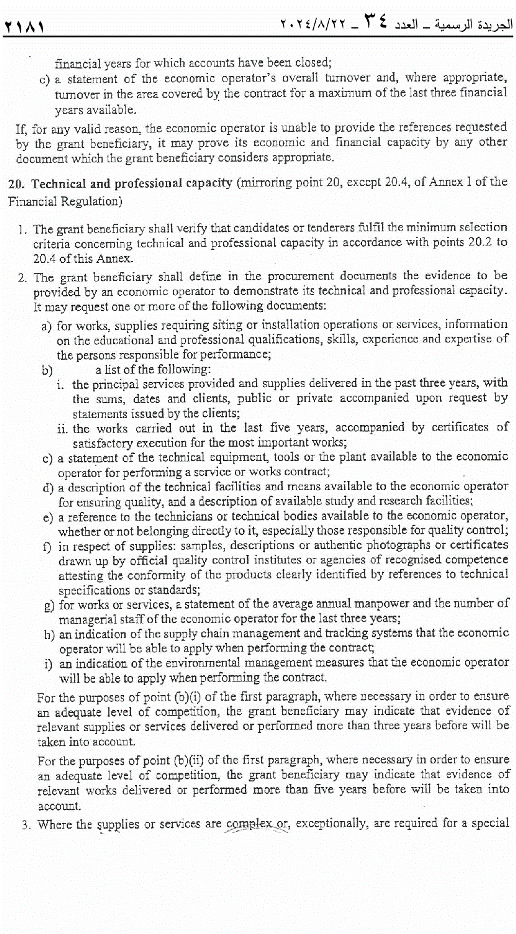 الجريدة الرسمية – العدد ٣٤ – ٢٠٢٤/٨/٢٢ ٢١٨١
financial years for which accounts have been closed;
c) a statement of the economic operator's overall turnover and, where appropriate,
turnover in the area covered by the contract for a maximum of the last three financial
years available.
If, for any valid reason, the economic operator is unable to provide the references requested
by the grant beneficiary, it may prove its economic and financial capacity by any other
document which the grant beneficiary considers appropriate.
20. Technical and professional capacity (mirroring point 20, except 20.4, of Annex I of the
Financial Regulation)
1. The grant beneficiary shall verify that candidates or tenderers fulfil the minimum selection
criteria concerning technical and professional capacity in accordance with points 20.2 to
20.4 of this Annex.
2. The grant beneficiary shall define in the procurement documents the evidence to be
provided by an economic operator to demonstrate its technical and professional capacity.
It may request one or more of the following documents:
a) for works, supplies requiring siting or installation operations or services, information
on the educational and professional qualifications, skills, experience and expertise of
the persons responsible for performance;
b) a list of the following:
i. the principal services provided and supplies delivered in the past three years, with
the sums, dates and clients, public or private accompanied upon request by
statements issued by the clients;
ii. the works carried out in the last five years, accompanied by certificates of
satisfactory execution for the most important works;
c) a statement of the technical equipment, tools or the plant available to the economic
operator for performing a service or works contract;
d) a description of the technical facilities and means available to the economic operator
for ensuring quality, and a description of available study and research facilities;
e) a reference to the technicians or technical bodies available to the economic operator,
whether or not belonging directly to it, especially those responsible for quality control;
f) in respect of supplies: samples, descriptions or authentic photographs or certificates
drawn up by official quality control institutes or agencies of recognised competence
attesting the conformity of the products clearly identified by references to technical
specifications or standards;
g) for works or services, a statement of the average annual manpower and the number of
managerial staff of the economic operator for the last three years;
h) an indication of the supply chain management and tracking systems that the economic
operator will be able to apply when performing the contract;
i) an indication of the environmental management measures that the economic operator
will be able to apply when performing the contract.
For the purposes of point (b)(i) of the first paragraph, where necessary in order to ensure
an adequate level of competition, the grant beneficiary may indicate that evidence of
relevant supplies or services delivered or performed more than three years before will be
taken into account.
For the purposes of point (b)(ii) of the first paragraph, where necessary in order to ensure
an adequate level of competition, the grant beneficiary may indicate that evidence of
relevant works delivered or performed more than five years before will be taken into
account.
3. Where the supplies or services are complex or, exceptionally, are required for a special